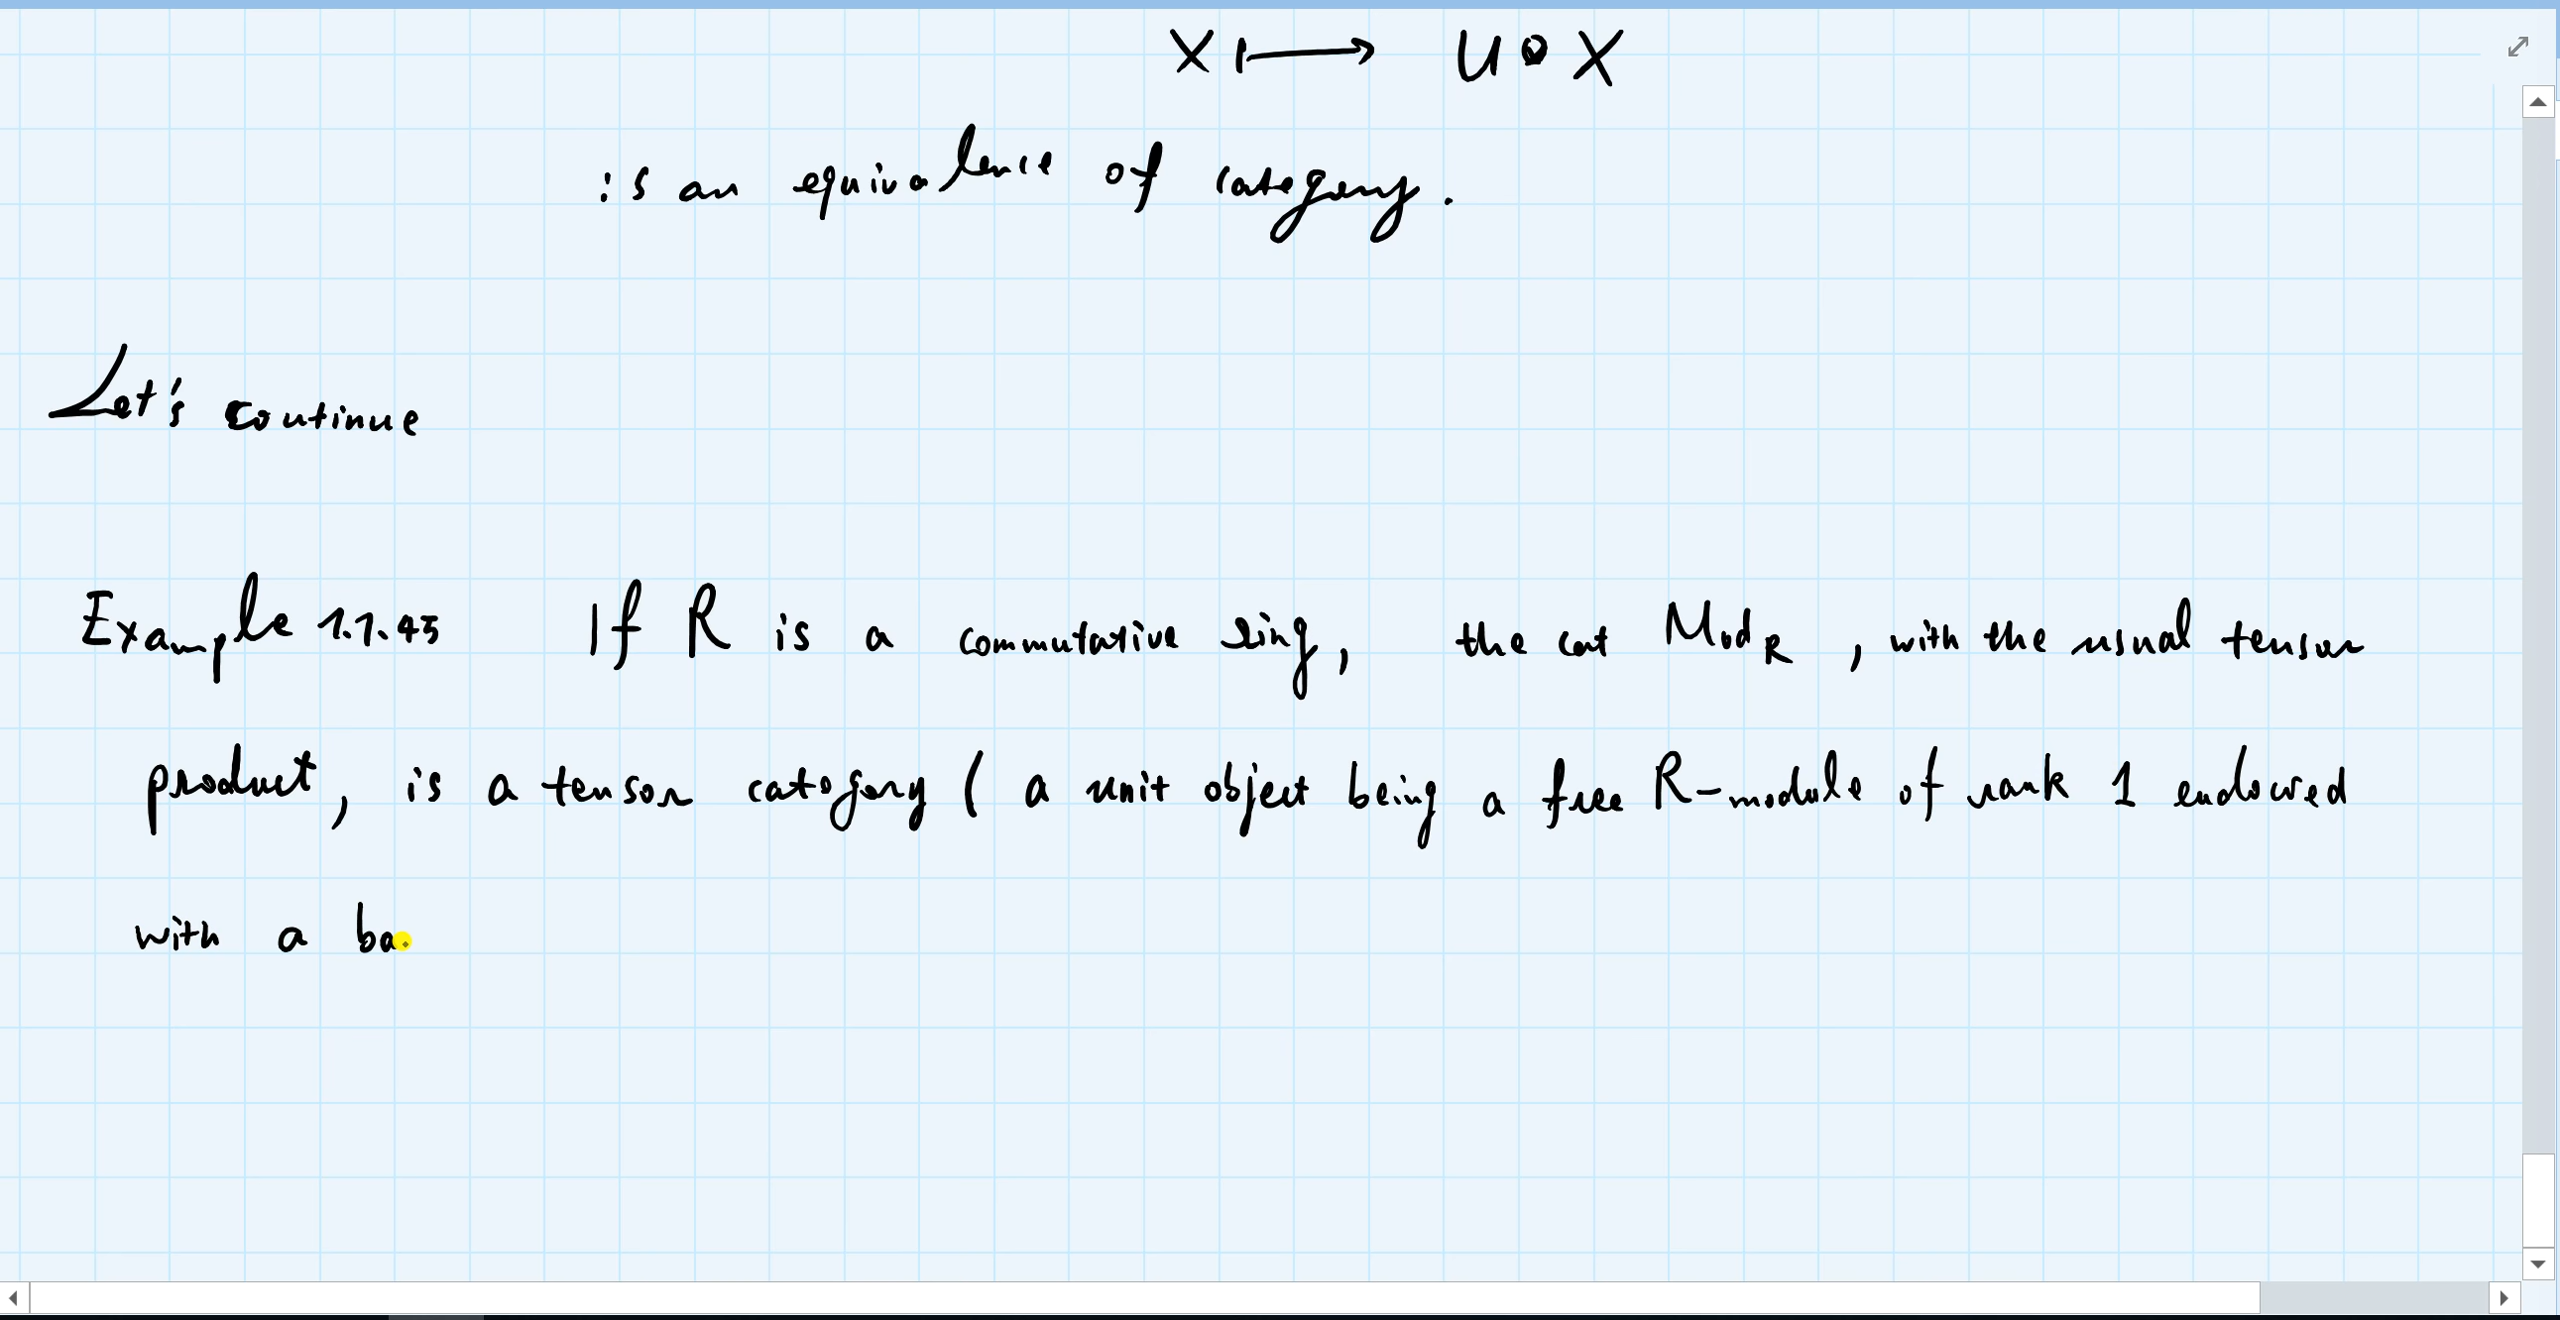 X ⟼ U ⊗ X
is an equivalence of category.
Let's continue
Example 1.1.45 If R is a commutative ring, the cat Mod_R, with the usual tensor
product, is a tensor category ( a unit object being a free R-module of rank 1 endowed
with a ba